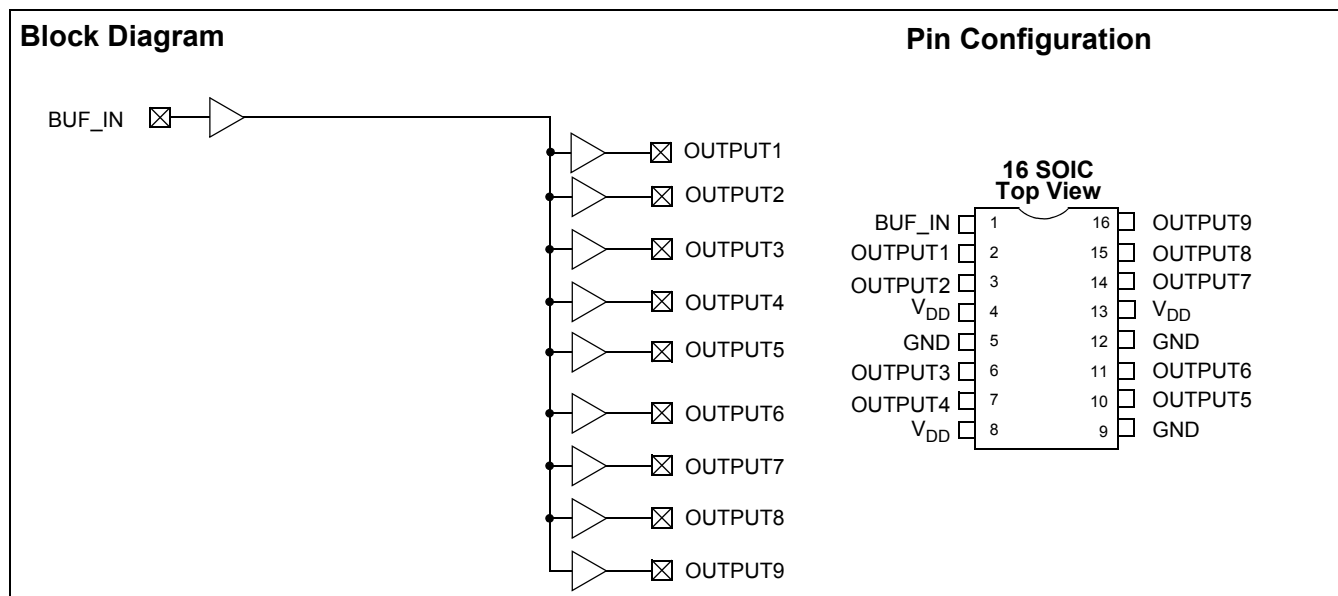 Block Diagram
BUF_IN
OUTPUT1
OUTPUT2
OUTPUT3
OUTPUT4
OUTPUT5
OUTPUT6
OUTPUT7
OUTPUT8
OUTPUT9
Pin Configuration
16 SOIC
Top View
BUF_IN 1 16 OUTPUT9
OUTPUT1 2 15 OUTPUT8
OUTPUT2 3 14 OUTPUT7
VDD 4 13 VDD
GND 5 12 GND
OUTPUT3 6 11 OUTPUT6
OUTPUT4 7 10 OUTPUT5
VDD 8 9 GND